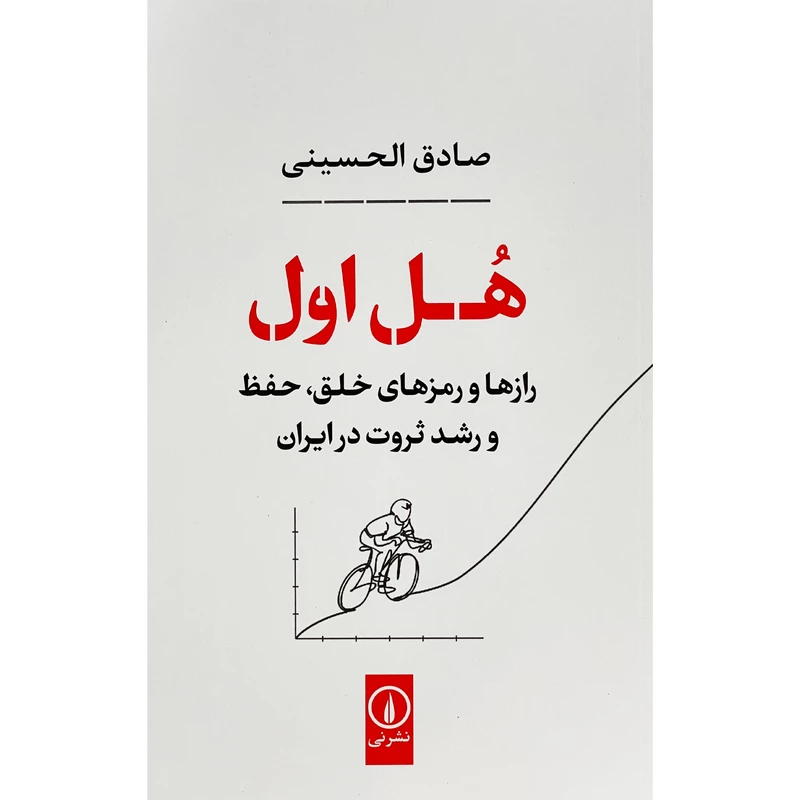 صادق الحسینی
هُل اول
رازها و رمزهای خلق، حفظ
و رشد ثروت در ایران
نشرنی